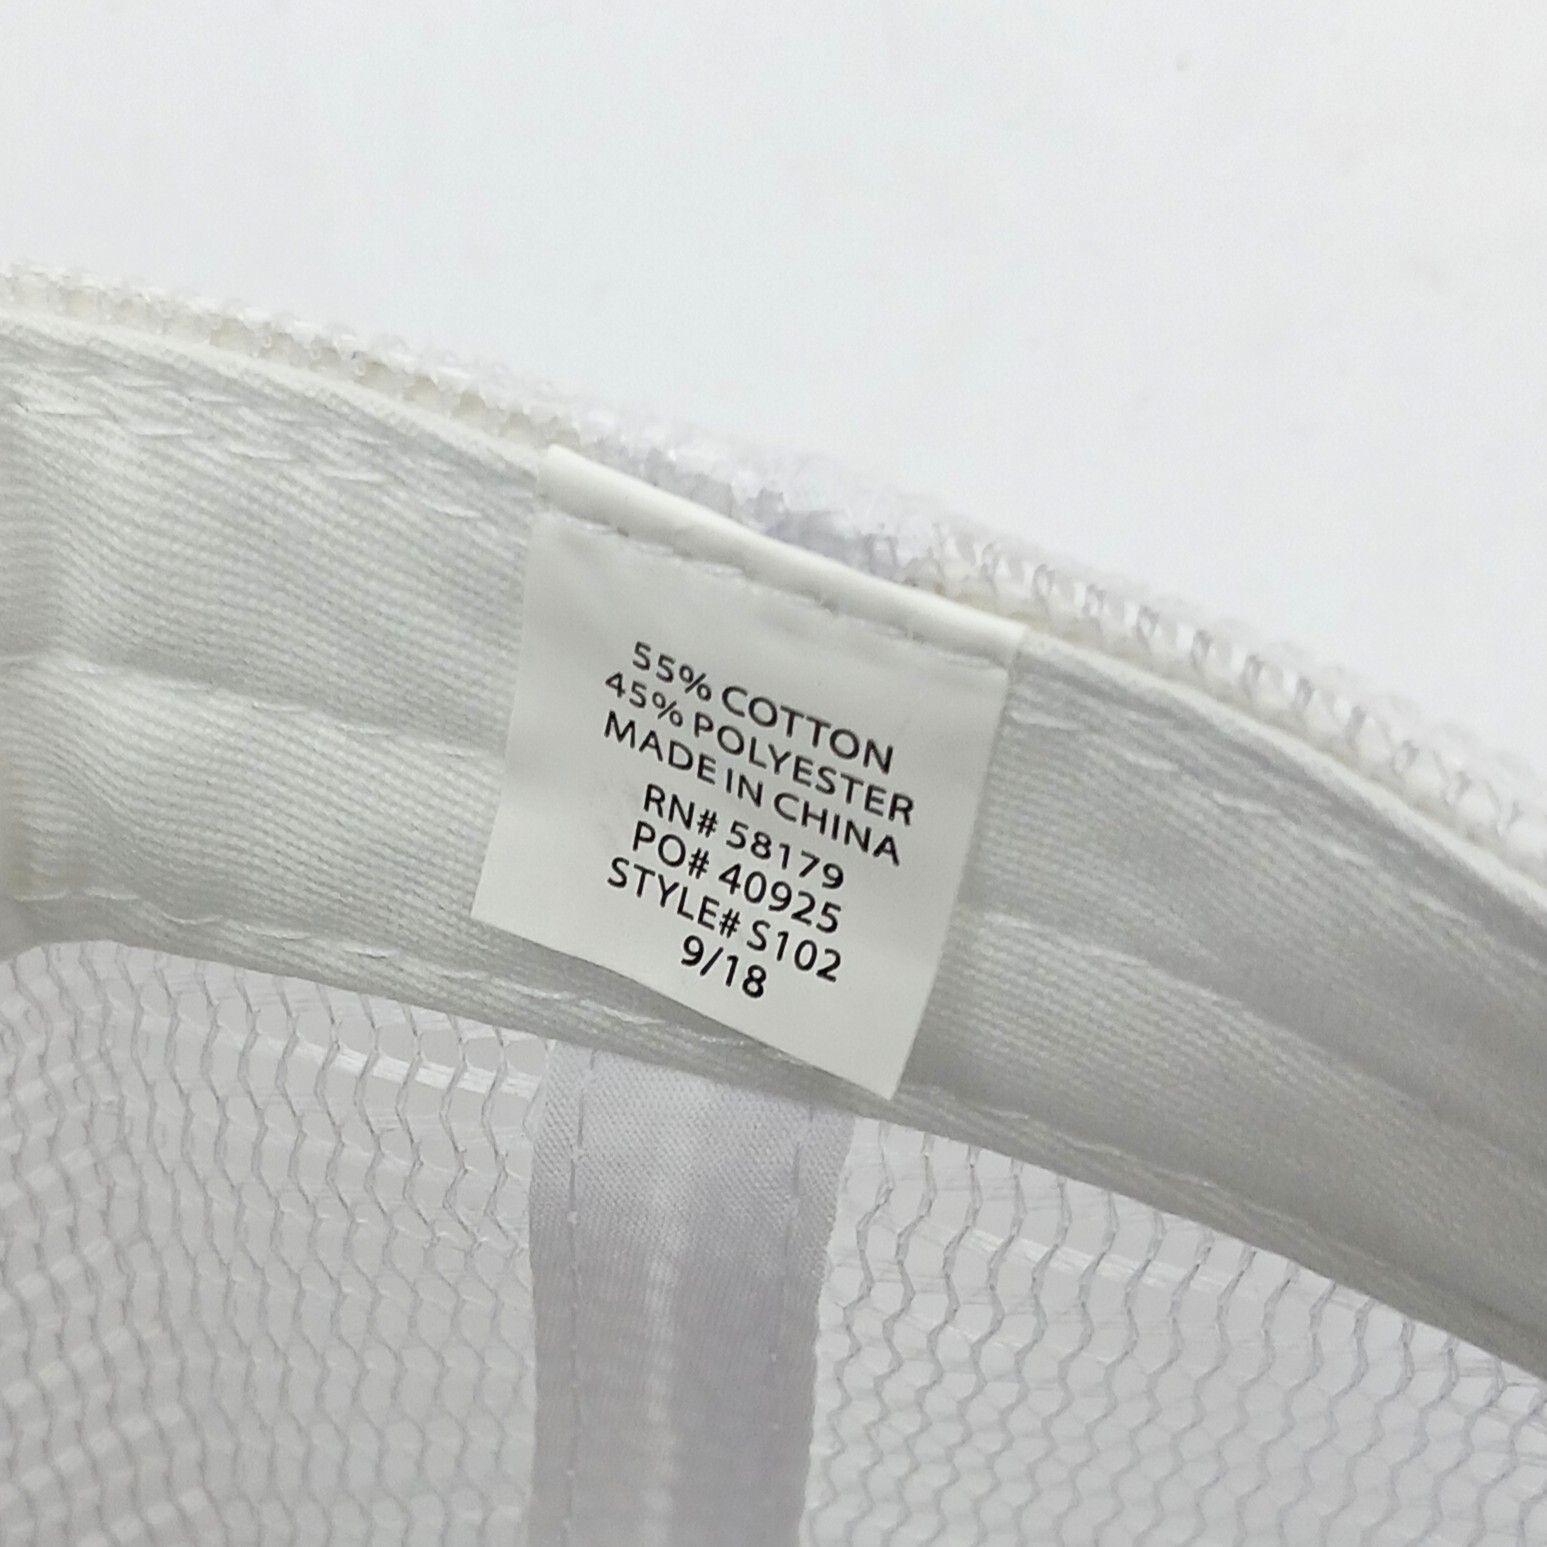 55% COTTON
45% POLYESTER
MADE IN CHINA
RN# 58179
PO# 40925
STYLE# S102
9/18